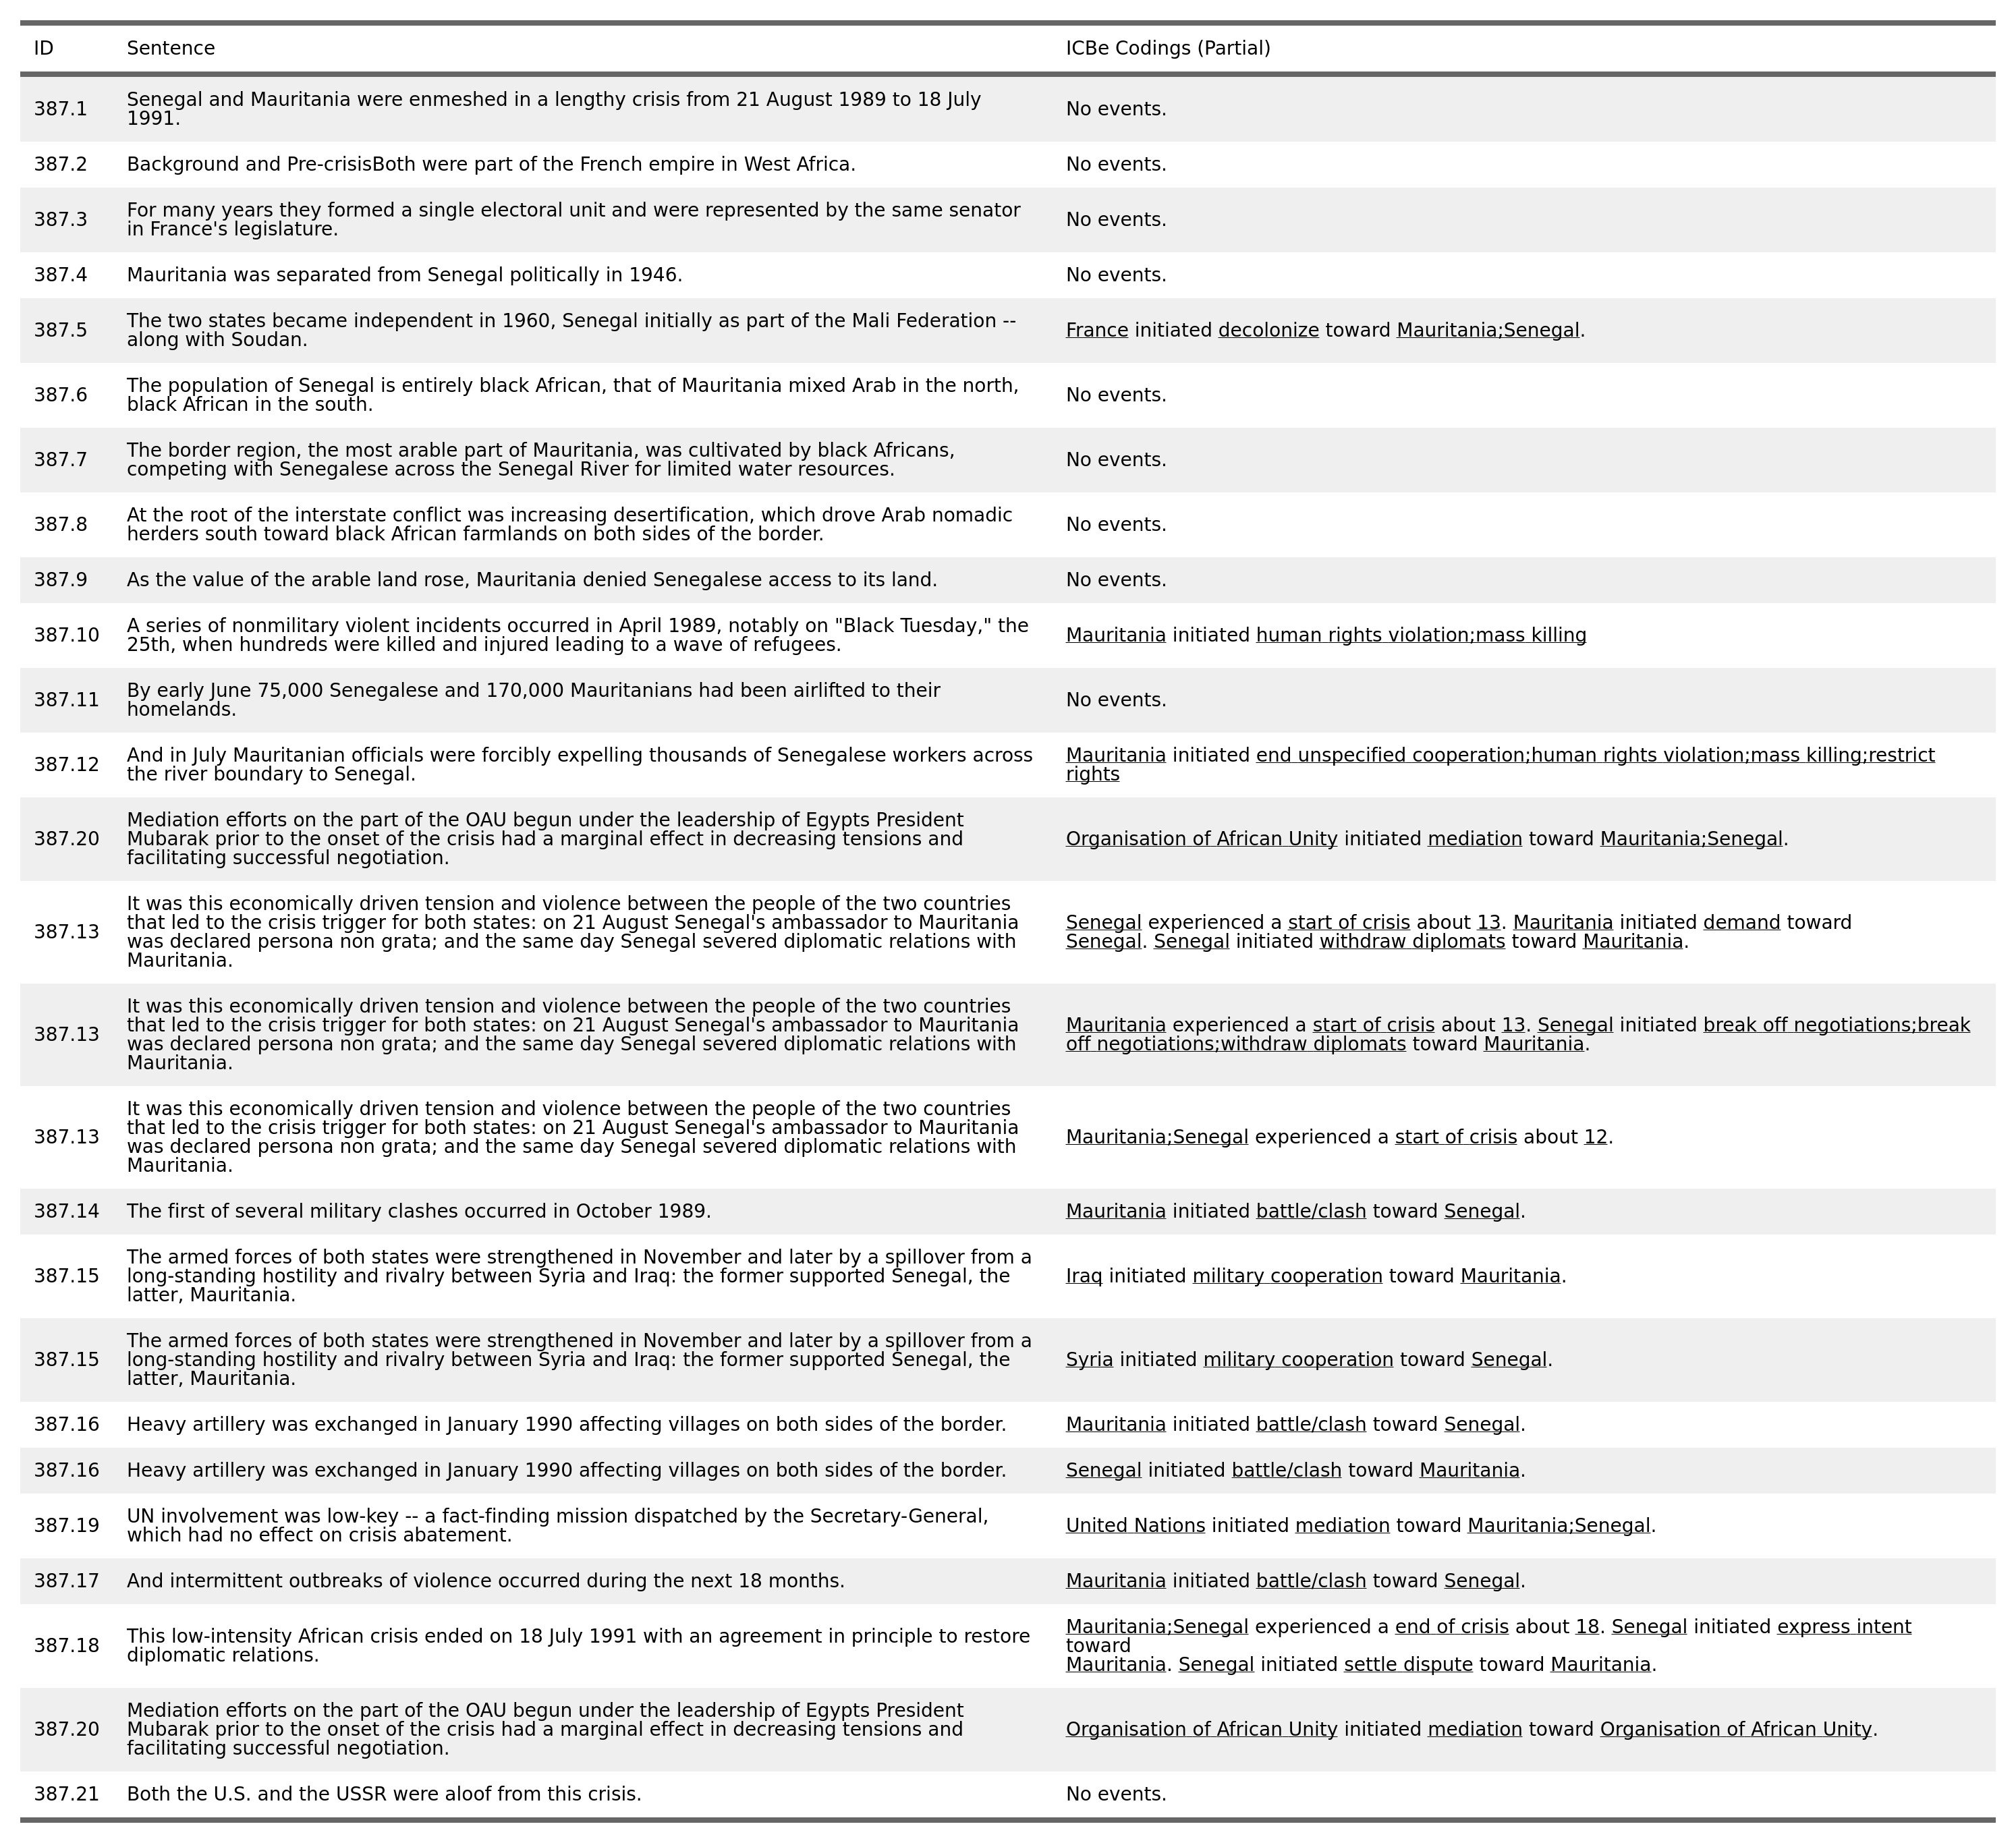 ID Sentence ICBe Codings (Partial)
387.1 Senegal and Mauritania were enmeshed in a lengthy crisis from 21 August 1989 to 18 July
1991.
No events.
387.2 Background and Pre-crisisBoth were part of the French empire in West Africa. No events.
387.3 For many years they formed a single electoral unit and were represented by the same senator
in France's legislature.
No events.
387.4 Mauritania was separated from Senegal politically in 1946. No events.
387.5 The two states became independent in 1960, Senegal initially as part of the Mali Federation --
along with Soudan.
France initiated decolonize toward Mauritania;Senegal.
387.6 The population of Senegal is entirely black African, that of Mauritania mixed Arab in the north,
black African in the south.
No events.
387.7 The border region, the most arable part of Mauritania, was cultivated by black Africans,
competing with Senegalese across the Senegal River for limited water resources.
No events.
387.8 At the root of the interstate conflict was increasing desertification, which drove Arab nomadic
herders south toward black African farmlands on both sides of the border.
No events.
387.9 As the value of the arable land rose, Mauritania denied Senegalese access to its land. No events.
387.10 A series of nonmilitary violent incidents occurred in April 1989, notably on "Black Tuesday," the
25th, when hundreds were killed and injured leading to a wave of refugees.
Mauritania initiated human rights violation;mass killing
387.11 By early June 75,000 Senegalese and 170,000 Mauritanians had been airlifted to their
homelands.
No events.
387.12 And in July Mauritanian officials were forcibly expelling thousands of Senegalese workers across
the river boundary to Senegal.
Mauritania initiated end unspecified cooperation;human rights violation;mass killing;restrict
rights
387.20 Mediation efforts on the part of the OAU begun under the leadership of Egypts President
Mubarak prior to the onset of the crisis had a marginal effect in decreasing tensions and
facilitating successful negotiation.
Organisation of African Unity initiated mediation toward Mauritania;Senegal.
387.13 It was this economically driven tension and violence between the people of the two countries
that led to the crisis trigger for both states: on 21 August Senegal's ambassador to Mauritania
was declared persona non grata; and the same day Senegal severed diplomatic relations with
Mauritania.
Senegal experienced a start of crisis about 13. Mauritania initiated demand toward
Senegal. Senegal initiated withdraw diplomats toward Mauritania.
387.13 It was this economically driven tension and violence between the people of the two countries
that led to the crisis trigger for both states: on 21 August Senegal's ambassador to Mauritania
was declared persona non grata; and the same day Senegal severed diplomatic relations with
Mauritania.
Mauritania experienced a start of crisis about 13. Senegal initiated break off negotiations;break
off negotiations;withdraw diplomats toward Mauritania.
387.13 It was this economically driven tension and violence between the people of the two countries
that led to the crisis trigger for both states: on 21 August Senegal's ambassador to Mauritania
was declared persona non grata; and the same day Senegal severed diplomatic relations with
Mauritania.
Mauritania;Senegal experienced a start of crisis about 12.
387.14 The first of several military clashes occurred in October 1989. Mauritania initiated battle/clash toward Senegal.
387.15 The armed forces of both states were strengthened in November and later by a spillover from a
long-standing hostility and rivalry between Syria and Iraq: the former supported Senegal, the
latter, Mauritania.
Iraq initiated military cooperation toward Mauritania.
387.15 The armed forces of both states were strengthened in November and later by a spillover from a
long-standing hostility and rivalry between Syria and Iraq: the former supported Senegal, the
latter, Mauritania.
Syria initiated military cooperation toward Senegal.
387.16 Heavy artillery was exchanged in January 1990 affecting villages on both sides of the border. Mauritania initiated battle/clash toward Senegal.
387.16 Heavy artillery was exchanged in January 1990 affecting villages on both sides of the border. Senegal initiated battle/clash toward Mauritania.
387.19 UN involvement was low-key -- a fact-finding mission dispatched by the Secretary-General,
which had no effect on crisis abatement.
United Nations initiated mediation toward Mauritania;Senegal.
387.17 And intermittent outbreaks of violence occurred during the next 18 months. Mauritania initiated battle/clash toward Senegal.
387.18 This low-intensity African crisis ended on 18 July 1991 with an agreement in principle to restore
diplomatic relations.
Mauritania;Senegal experienced a end of crisis about 18. Senegal initiated express intent
toward
Mauritania. Senegal initiated settle dispute toward Mauritania.
387.20 Mediation efforts on the part of the OAU begun under the leadership of Egypts President
Mubarak prior to the onset of the crisis had a marginal effect in decreasing tensions and
facilitating successful negotiation.
Organisation of African Unity initiated mediation toward Organisation of African Unity.
387.21 Both the U.S. and the USSR were aloof from this crisis. No events.